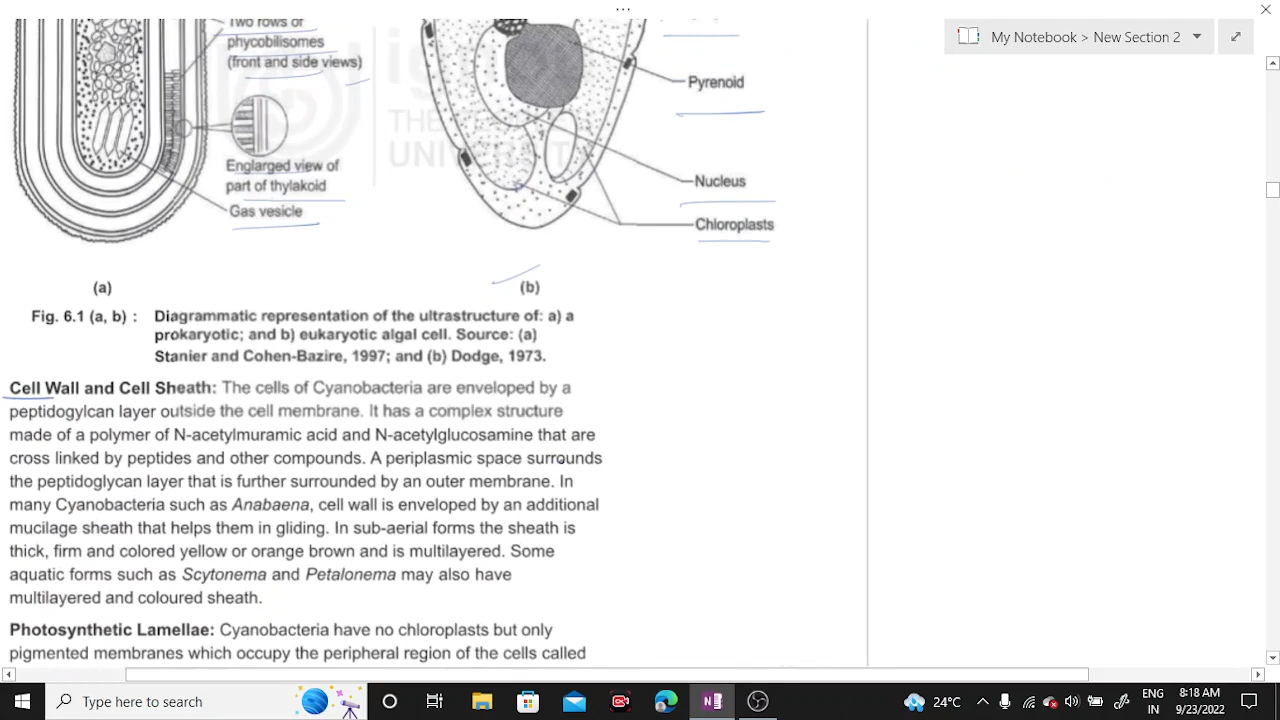 ...
My Notebook > New Section 2
Two rows of
phycobilisomes
(front and side views)
Pyrenoid
THE
UNIVERSITY
Englarged view of
part of thylakoid
Nucleus
Gas vesicle
Chloroplasts
(a)
(b)
Fig. 6.1 (a, b) : Diagrammatic representation of the ultrastructure of: a) a
prokaryotic; and b) eukaryotic algal cell. Source: (a)
Stanier and Cohen-Bazire, 1997; and (b) Dodge, 1973.
Cell Wall and Cell Sheath: The cells of Cyanobacteria are enveloped by a
peptidogylcan layer outside the cell membrane. It has a complex structure
made of a polymer of N-acetylmuramic acid and N-acetylglucosamine that are
cross linked by peptides and other compounds. A periplasmic space surrounds
the peptidoglycan layer that is further surrounded by an outer membrane. In
many Cyanobacteria such as Anabaena, cell wall is enveloped by an additional
mucilage sheath that helps them in gliding. In sub-aerial forms the sheath is
thick, firm and colored yellow or orange brown and is multilayered. Some
aquatic forms such as Scytonema and Petalonema may also have
multilayered and coloured sheath.
Photosynthetic Lamellae: Cyanobacteria have no chloroplasts but only
pigmented membranes which occupy the peripheral region of the cells called
Type here to search
24°C
ENG
IN
8:18 AM
9/23/2022